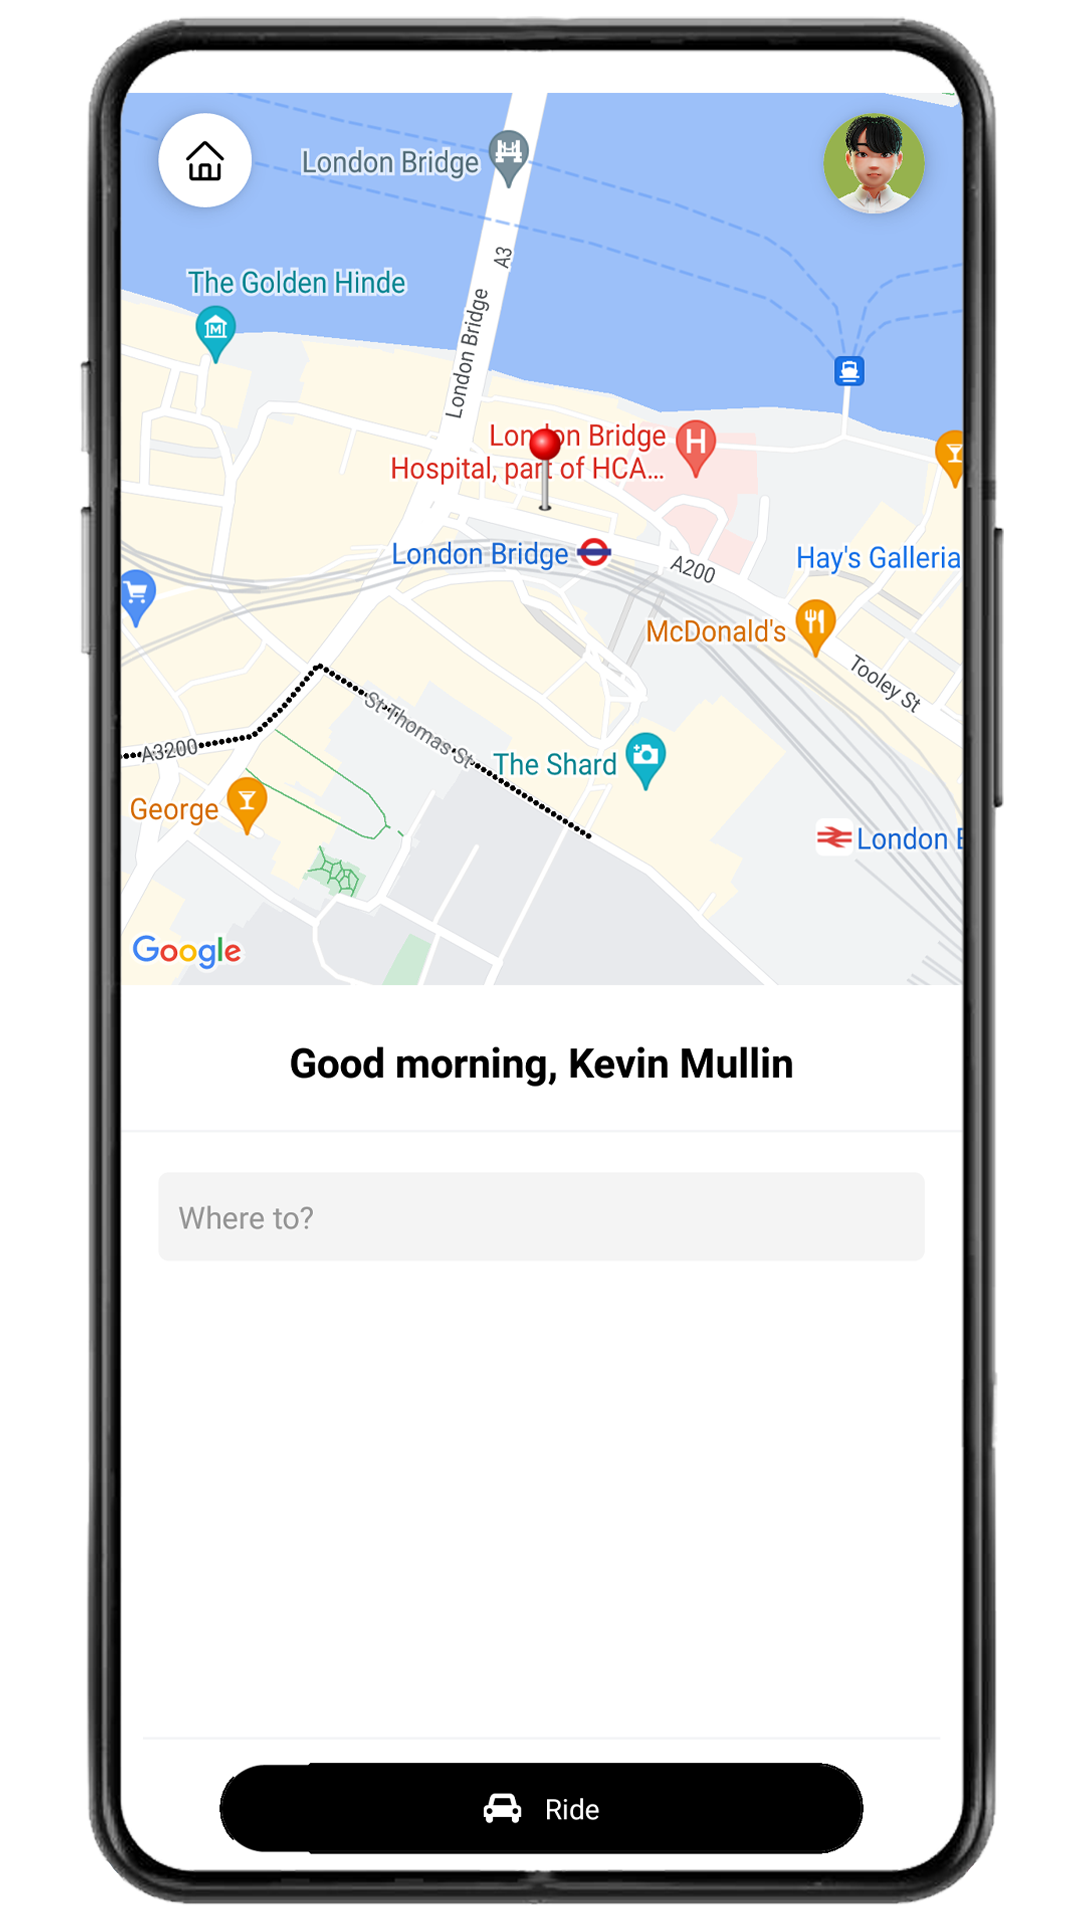 London Bridge
A3
The Golden Hinde
London Bridge
London Bridge
Hospital, part of HCA...
London Bridge
A200
Hay's Galleria
McDonald's
Tooley St
St Thomas St
A3200
The Shard
George
London
Google
Good morning, Kevin Mullin
Where to?
Ride